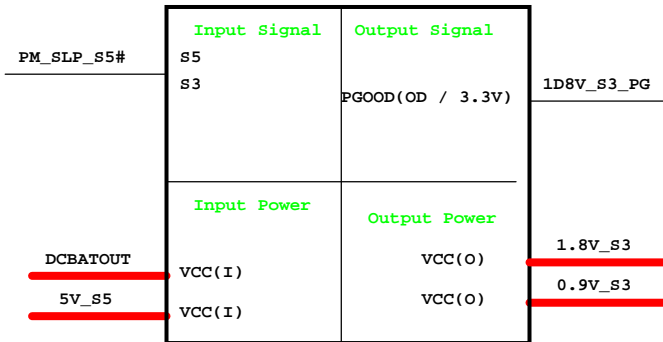 Input Signal Output Signal
PM_SLP_S5# S5
S3 1D8V_S3_PG
PGOOD(OD / 3.3V)
Input Power
Output Power
DCBATOUT VCC(O) 1.8V_S3
VCC(I)
5V_S5 VCC(O) 0.9V_S3
VCC(I)